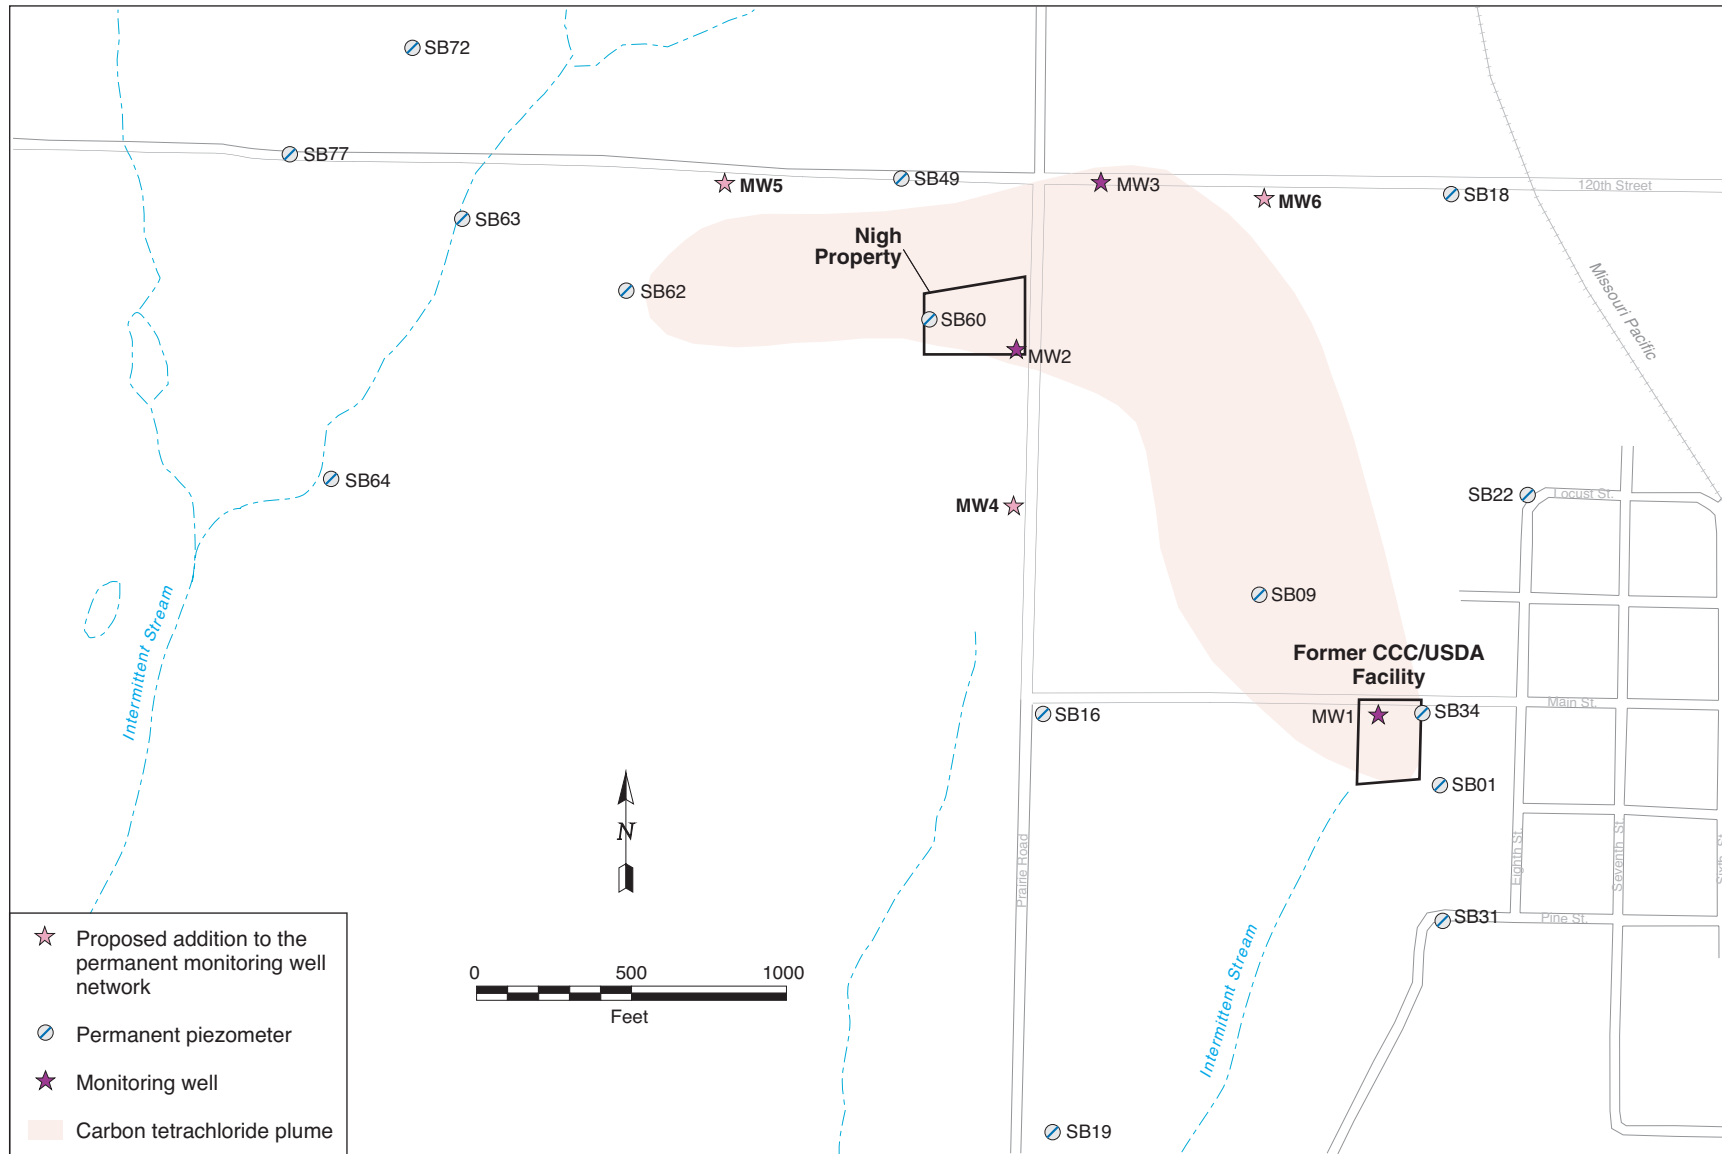 SB72
SB77
MW5
SB49
MW3
MW6
SB18
120th Street
SB63
Nigh
Property
SB62
SB60
MW2
Missouri Pacific
SB64
MW4
SB22
Locust St.
SB09
Intermittent Stream
Former CCC/USDA
Facility
SB16
MW1
SB34
Main St.
SB01
N
Prairie Road
Eighth St.
Seventh St.
SB31
Pine St.
Intermittent Stream
SB19
0 500 1000
Feet
Proposed addition to the
permanent monitoring well
network
Permanent piezometer
Monitoring well
Carbon tetrachloride plume